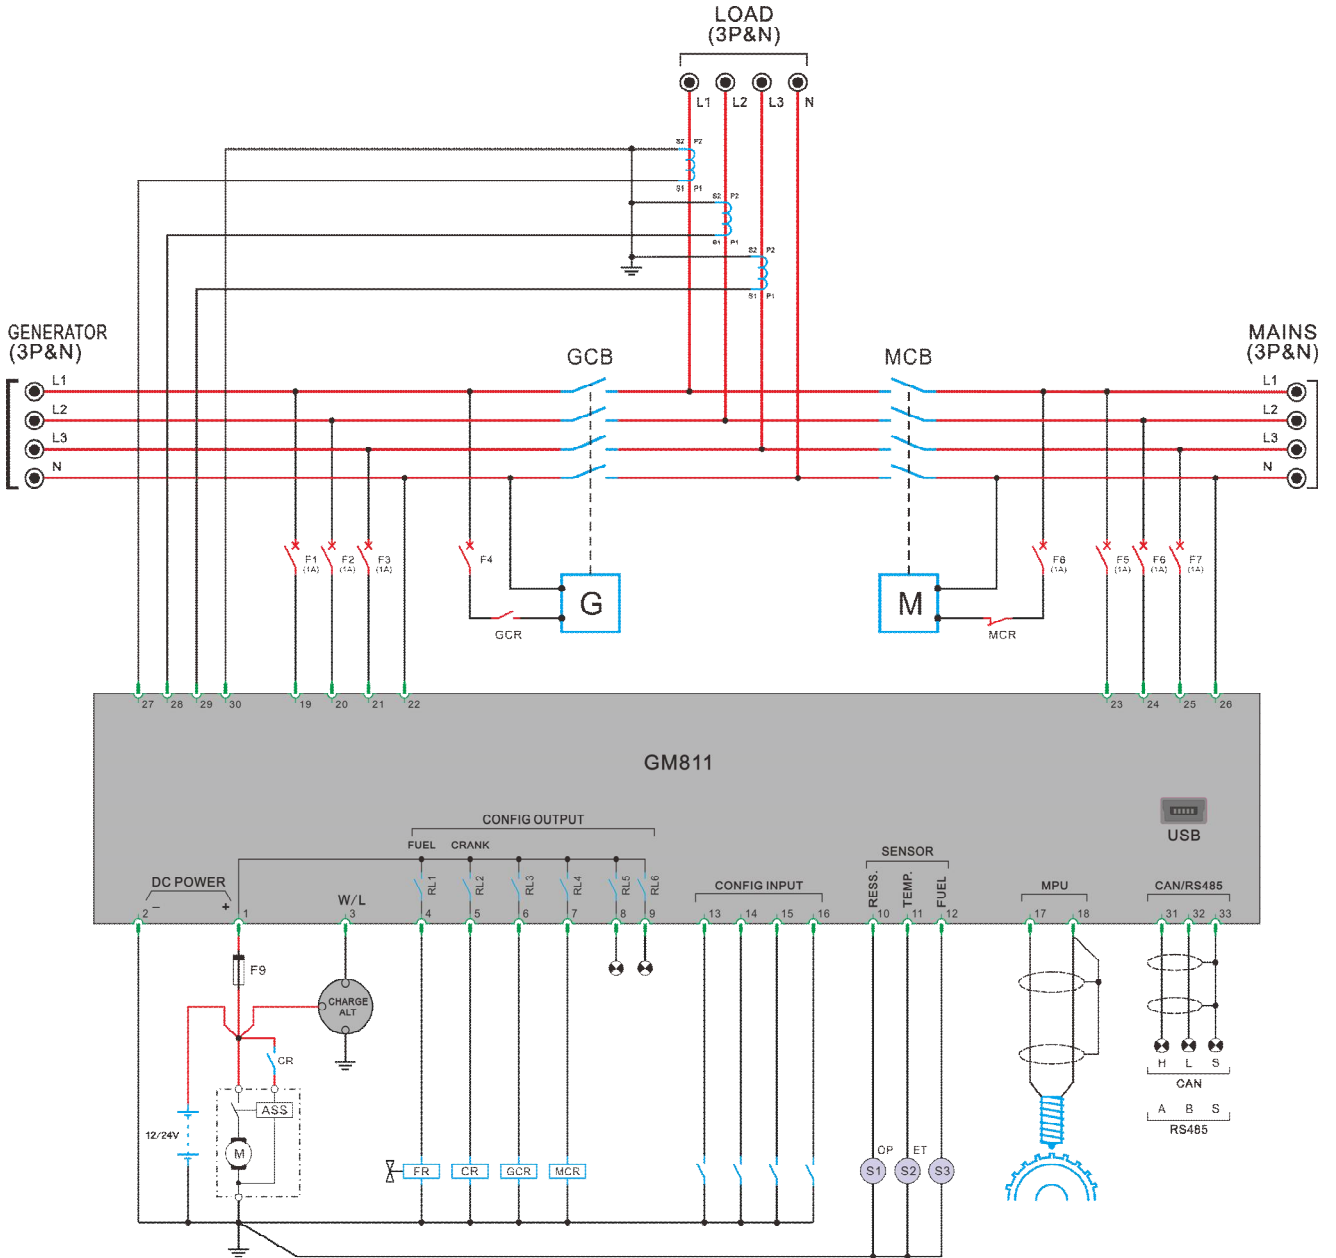 LOAD
(3P&N)
L1 L2 L3 N
S2 P2
S1 P1
S2 P2
S1 P1
S2 P2
S1 P1
GENERATOR
(3P&N)
GCB MCB
MAINS
(3P&N)
L1 L1
L2 L2
L3 L3
N N
F1 (1A)
F2 (1A)
F3 (1A)
F4
F8 (1A)
F5 (1A)
F6 (1A)
F7 (1A)
G M
GCR MCR
27 28 29 30 19 20 21 22 23 24 25 26
GM811
USB
CONFIG OUTPUT
FUEL CRANK
RL1 RL2 RL3 RL4 RL5 RL6
DC POWER
− +
W/L
CONFIG INPUT
SENSOR
RESS. TEMP. FUEL
MPU
CAN/RS485
2 1 3 4 5 6 7 8 9 13 14 15 16 10 11 12 17 18 31 32 33
F9
CHARGE
ALT
CR
ASS
12/24V
M
FR CR GCR MCR
OP ET
S1 S2 S3
H L S
CAN
A B S
RS485